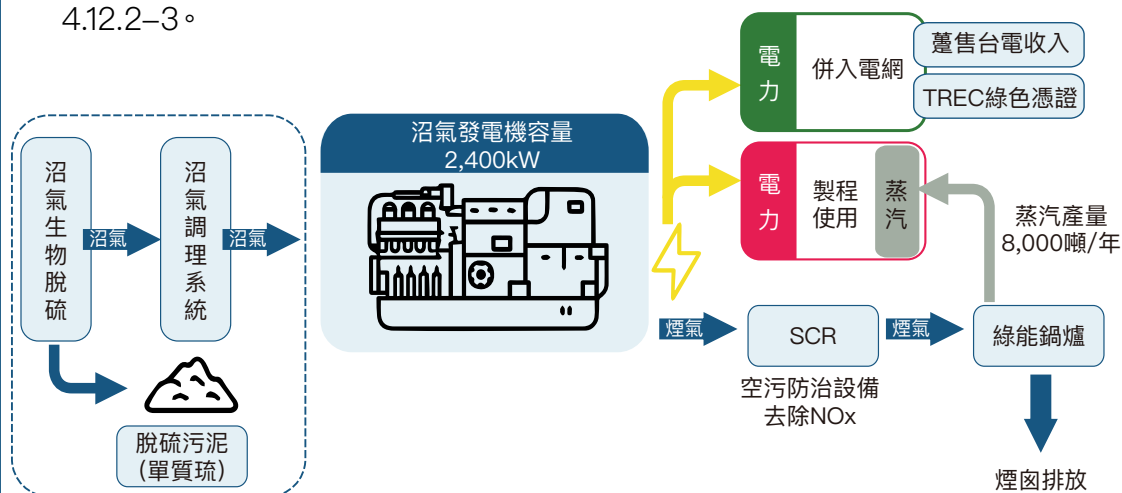 4.12.2–3。
沼氣生物脫硫
沼氣
沼氣調理系統
沼氣
脫硫污泥
(單質琉)
沼氣發電機容量
2,400kW
電力
併入電網
躉售台電收入
TREC綠色憑證
電力
製程
使用
蒸汽
蒸汽產量
8,000噸/年
煙氣
SCR
空污防治設備
去除NOx
煙氣
綠能鍋爐
煙囪排放